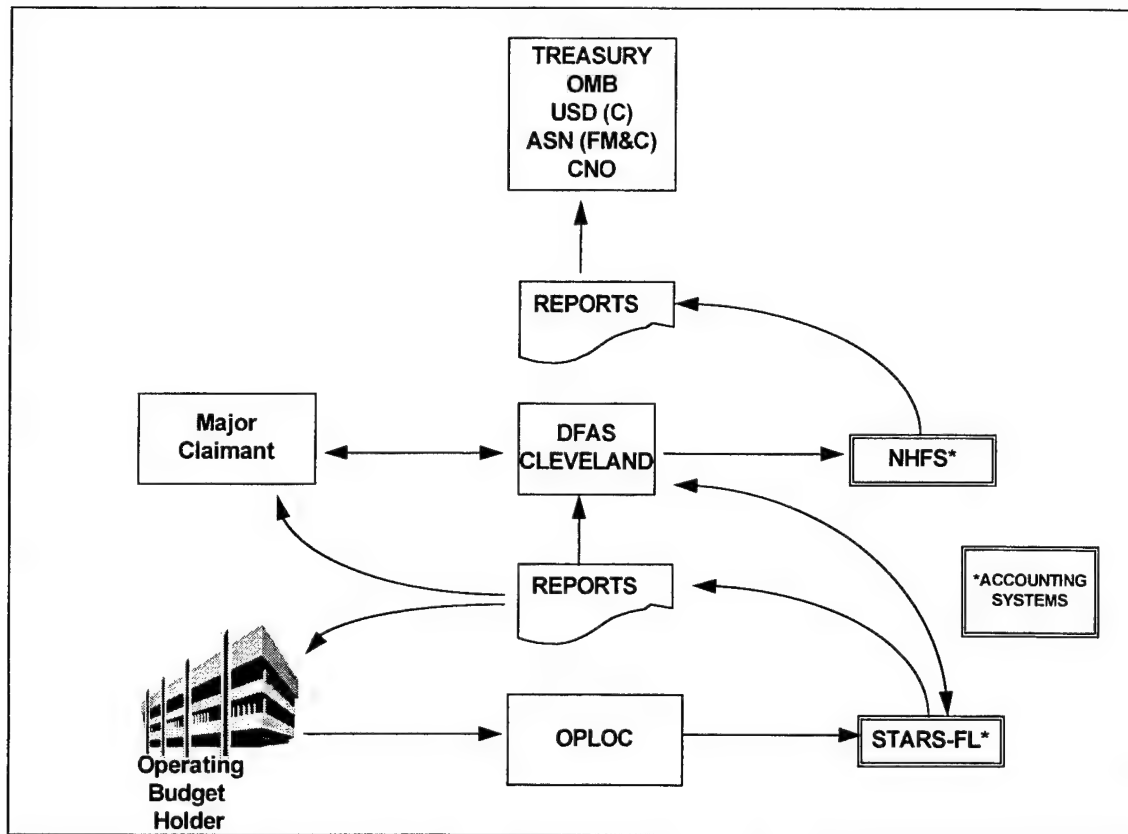 TREASURY
OMB
USD (C)
ASN (FM&C)
CNO
REPORTS
Major
Claimant
DFAS
CLEVELAND
NHFS*
*ACCOUNTING
SYSTEMS
REPORTS
OPLOC
STARS-FL*
Operating
Budget
Holder